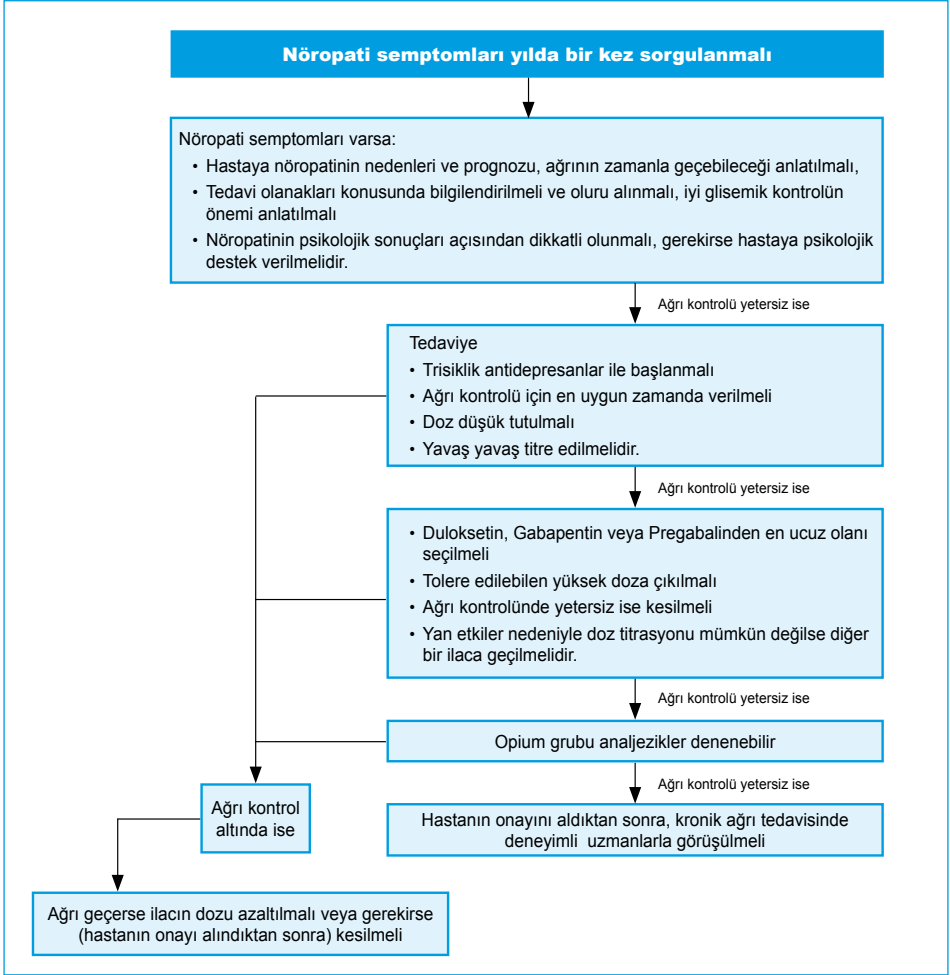 Nöropati semptomları yılda bir kez sorgulanmalı
Nöropati semptomları varsa:
• Hastaya nöropatinin nedenleri ve prognozu, ağrının zamanla geçebileceği anlatılmalı,
• Tedavi olanakları konusunda bilgilendirilmeli ve oluru alınmalı, iyi glisemik kontrolün
önemi anlatılmalı
• Nöropatinin psikolojik sonuçları açısından dikkatli olunmalı, gerekirse hastaya psikolojik
destek verilmelidir.
Ağrı kontrolü yetersiz ise
Tedaviye
• Trisiklik antidepresanlar ile başlanmalı
• Ağrı kontrolü için en uygun zamanda verilmeli
• Doz düşük tutulmalı
• Yavaş yavaş titre edilmelidir.
Ağrı kontrolü yetersiz ise
• Duloksetin, Gabapentin veya Pregabalinden en ucuz olanı
seçilmeli
• Tolere edilebilen yüksek doza çıkılmalı
• Ağrı kontrolünde yetersiz ise kesilmeli
• Yan etkiler nedeniyle doz titrasyonu mümkün değilse diğer
bir ilaca geçilmelidir.
Ağrı kontrolü yetersiz ise
Opium grubu analjezikler denenebilir
Ağrı kontrolü yetersiz ise
Hastanın onayını aldıktan sonra, kronik ağrı tedavisinde
deneyimli uzmanlarla görüşülmeli
Ağrı kontrol
altında ise
Ağrı geçerse ilacın dozu azaltılmalı veya gerekirse
(hastanın onayı alındıktan sonra) kesilmeli